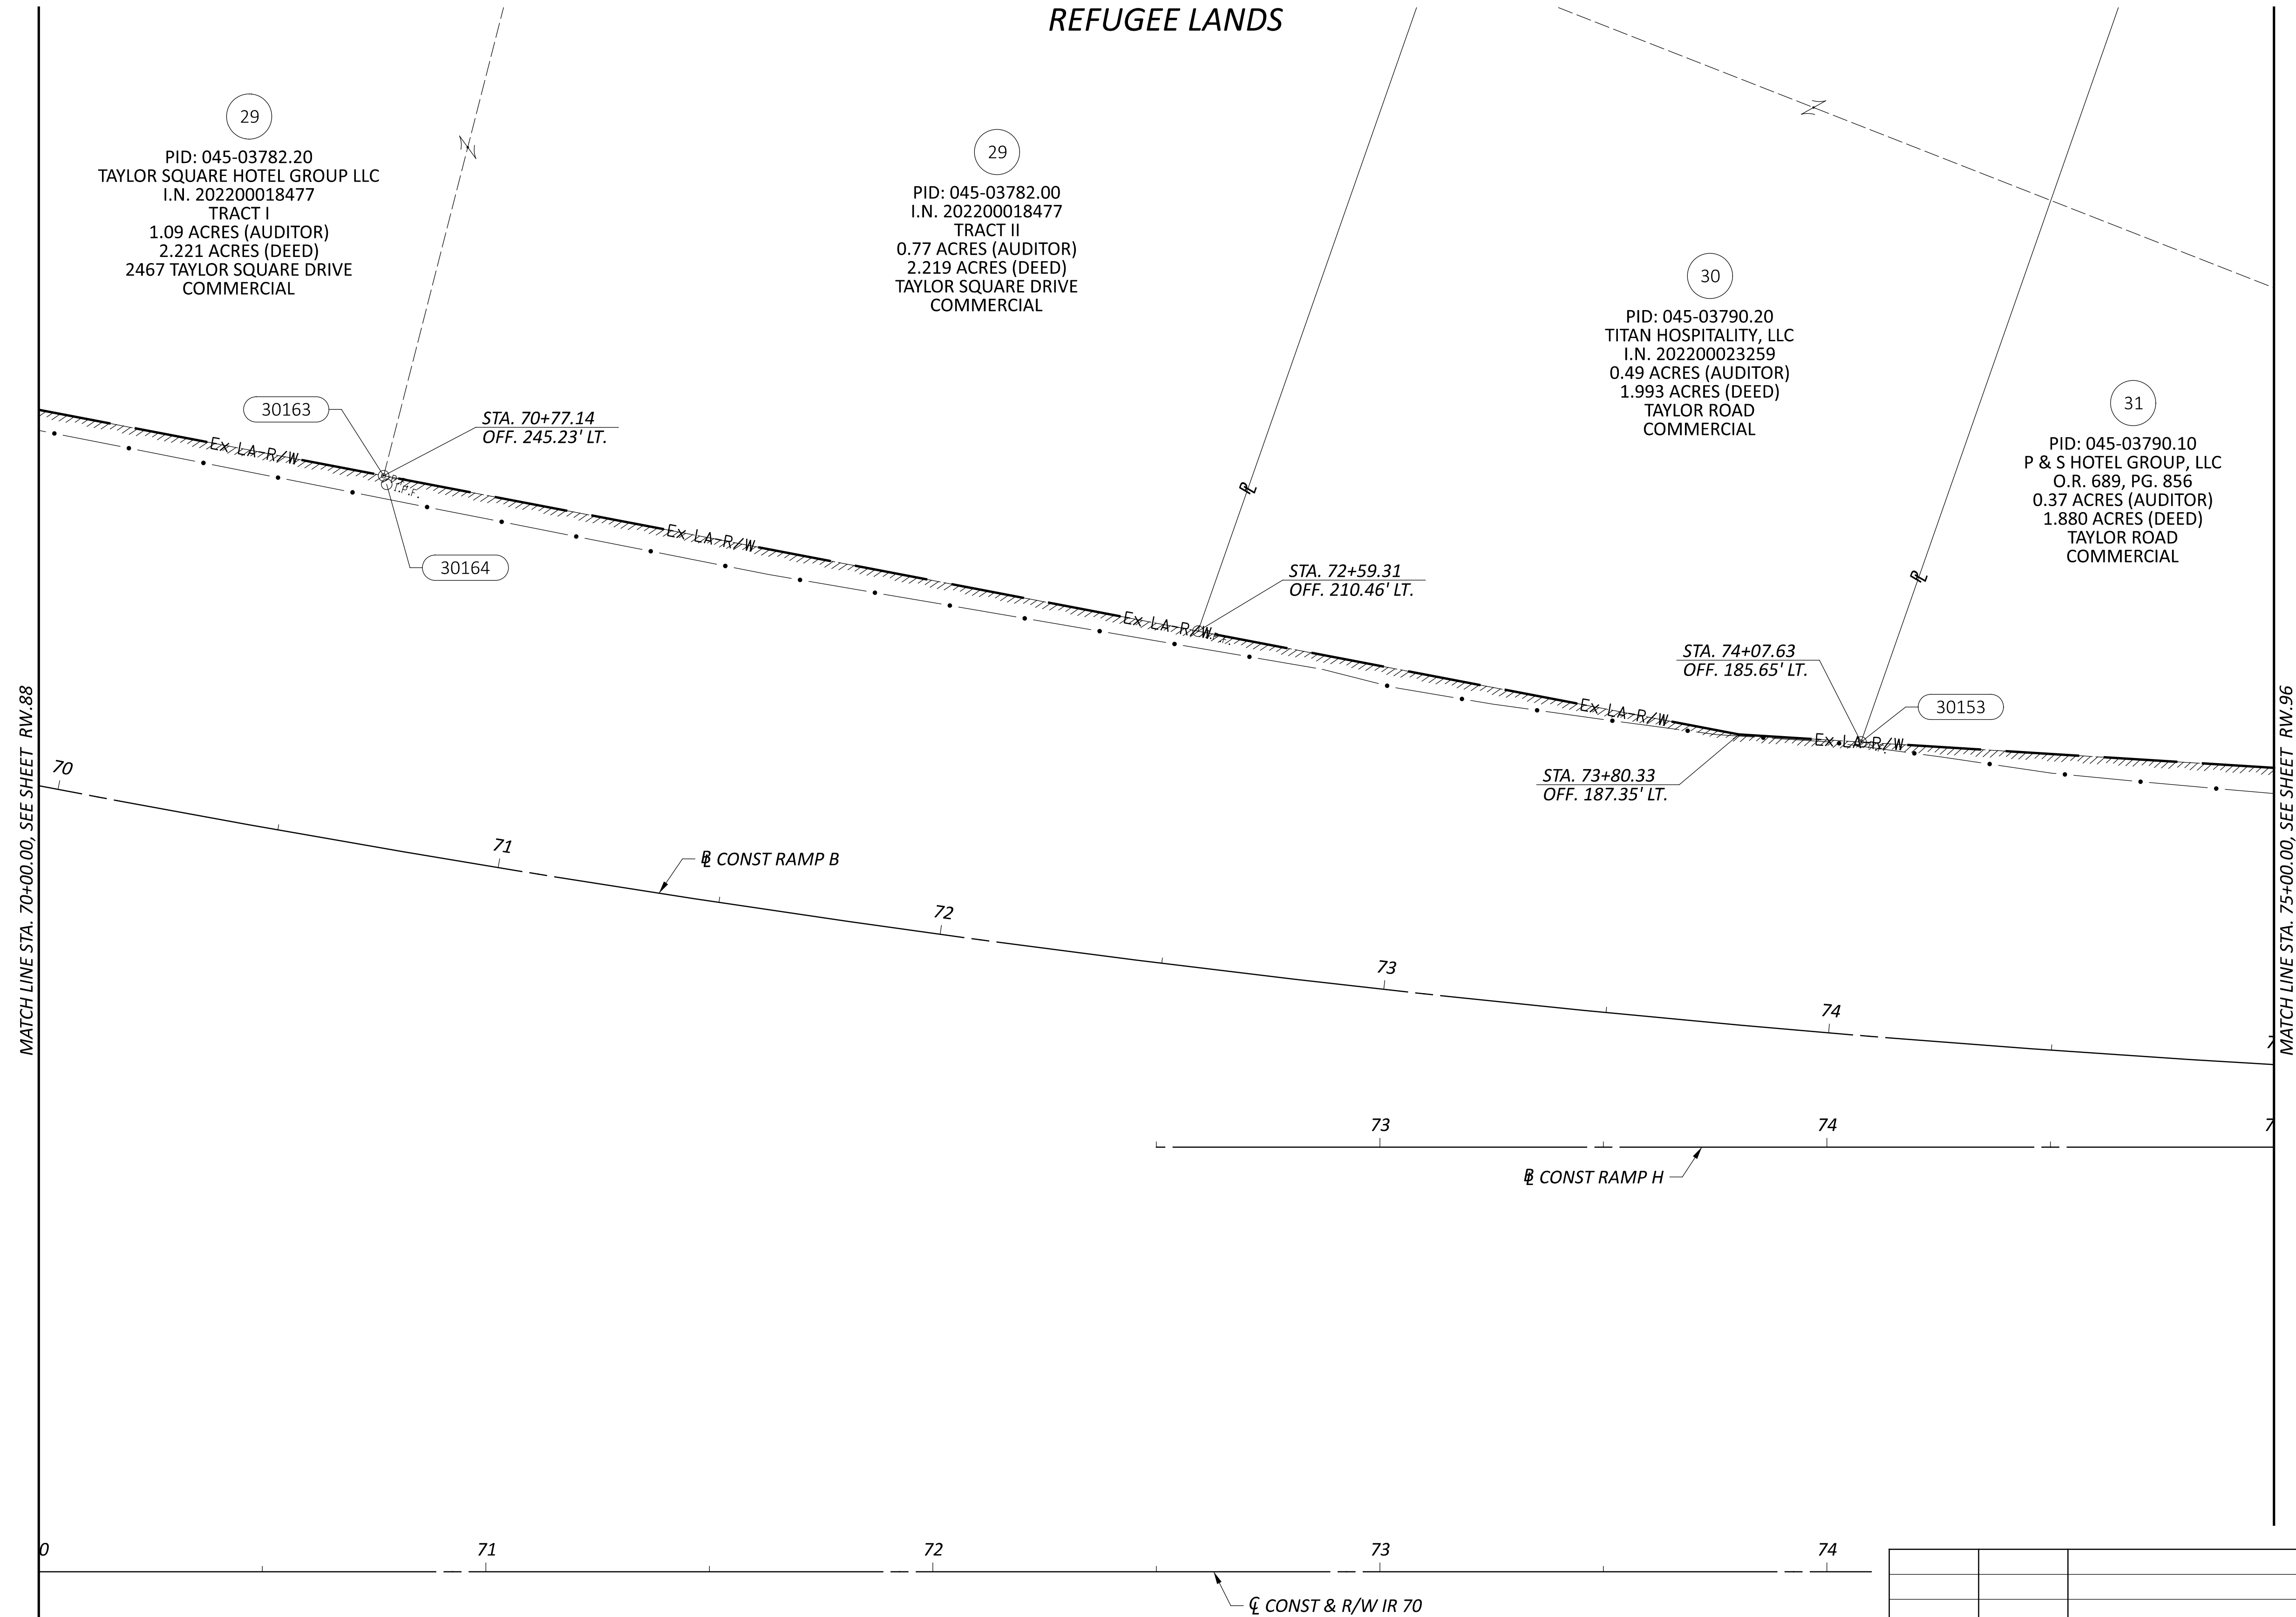 REFUGEE LANDS
29
PID: 045-03782.20
TAYLOR SQUARE HOTEL GROUP LLC
I.N. 202200018477
TRACT I
1.09 ACRES (AUDITOR)
2.221 ACRES (DEED)
2467 TAYLOR SQUARE DRIVE
COMMERCIAL
29
PID: 045-03782.00
I.N. 202200018477
TRACT II
0.77 ACRES (AUDITOR)
2.219 ACRES (DEED)
TAYLOR SQUARE DRIVE
COMMERCIAL
30
PID: 045-03790.20
TITAN HOSPITALITY, LLC
I.N. 202200023259
0.49 ACRES (AUDITOR)
1.993 ACRES (DEED)
TAYLOR ROAD
COMMERCIAL
31
PID: 045-03790.10
P & S HOTEL GROUP, LLC
O.R. 689, PG. 856
0.37 ACRES (AUDITOR)
1.880 ACRES (DEED)
TAYLOR ROAD
COMMERCIAL
30163
STA. 70+77.14
OFF. 245.23' LT.
Ex LA-R/W
I.P.F.
30164
Ex LA-R/W
PL
STA. 72+59.31
OFF. 210.46' LT.
Ex LA-R/W
PL
STA. 74+07.63
OFF. 185.65' LT.
30153
Ex LA-R/W
Ex LA-R/W
STA. 73+80.33
OFF. 187.35' LT.
MATCH LINE STA. 70+00.00, SEE SHEET RW.88
MATCH LINE STA. 75+00.00, SEE SHEET RW.96
70
71
BL CONST RAMP B
72
73
74
7
73
74
7
BL CONST RAMP H
0
71
72
73
74
CL CONST & R/W IR 70